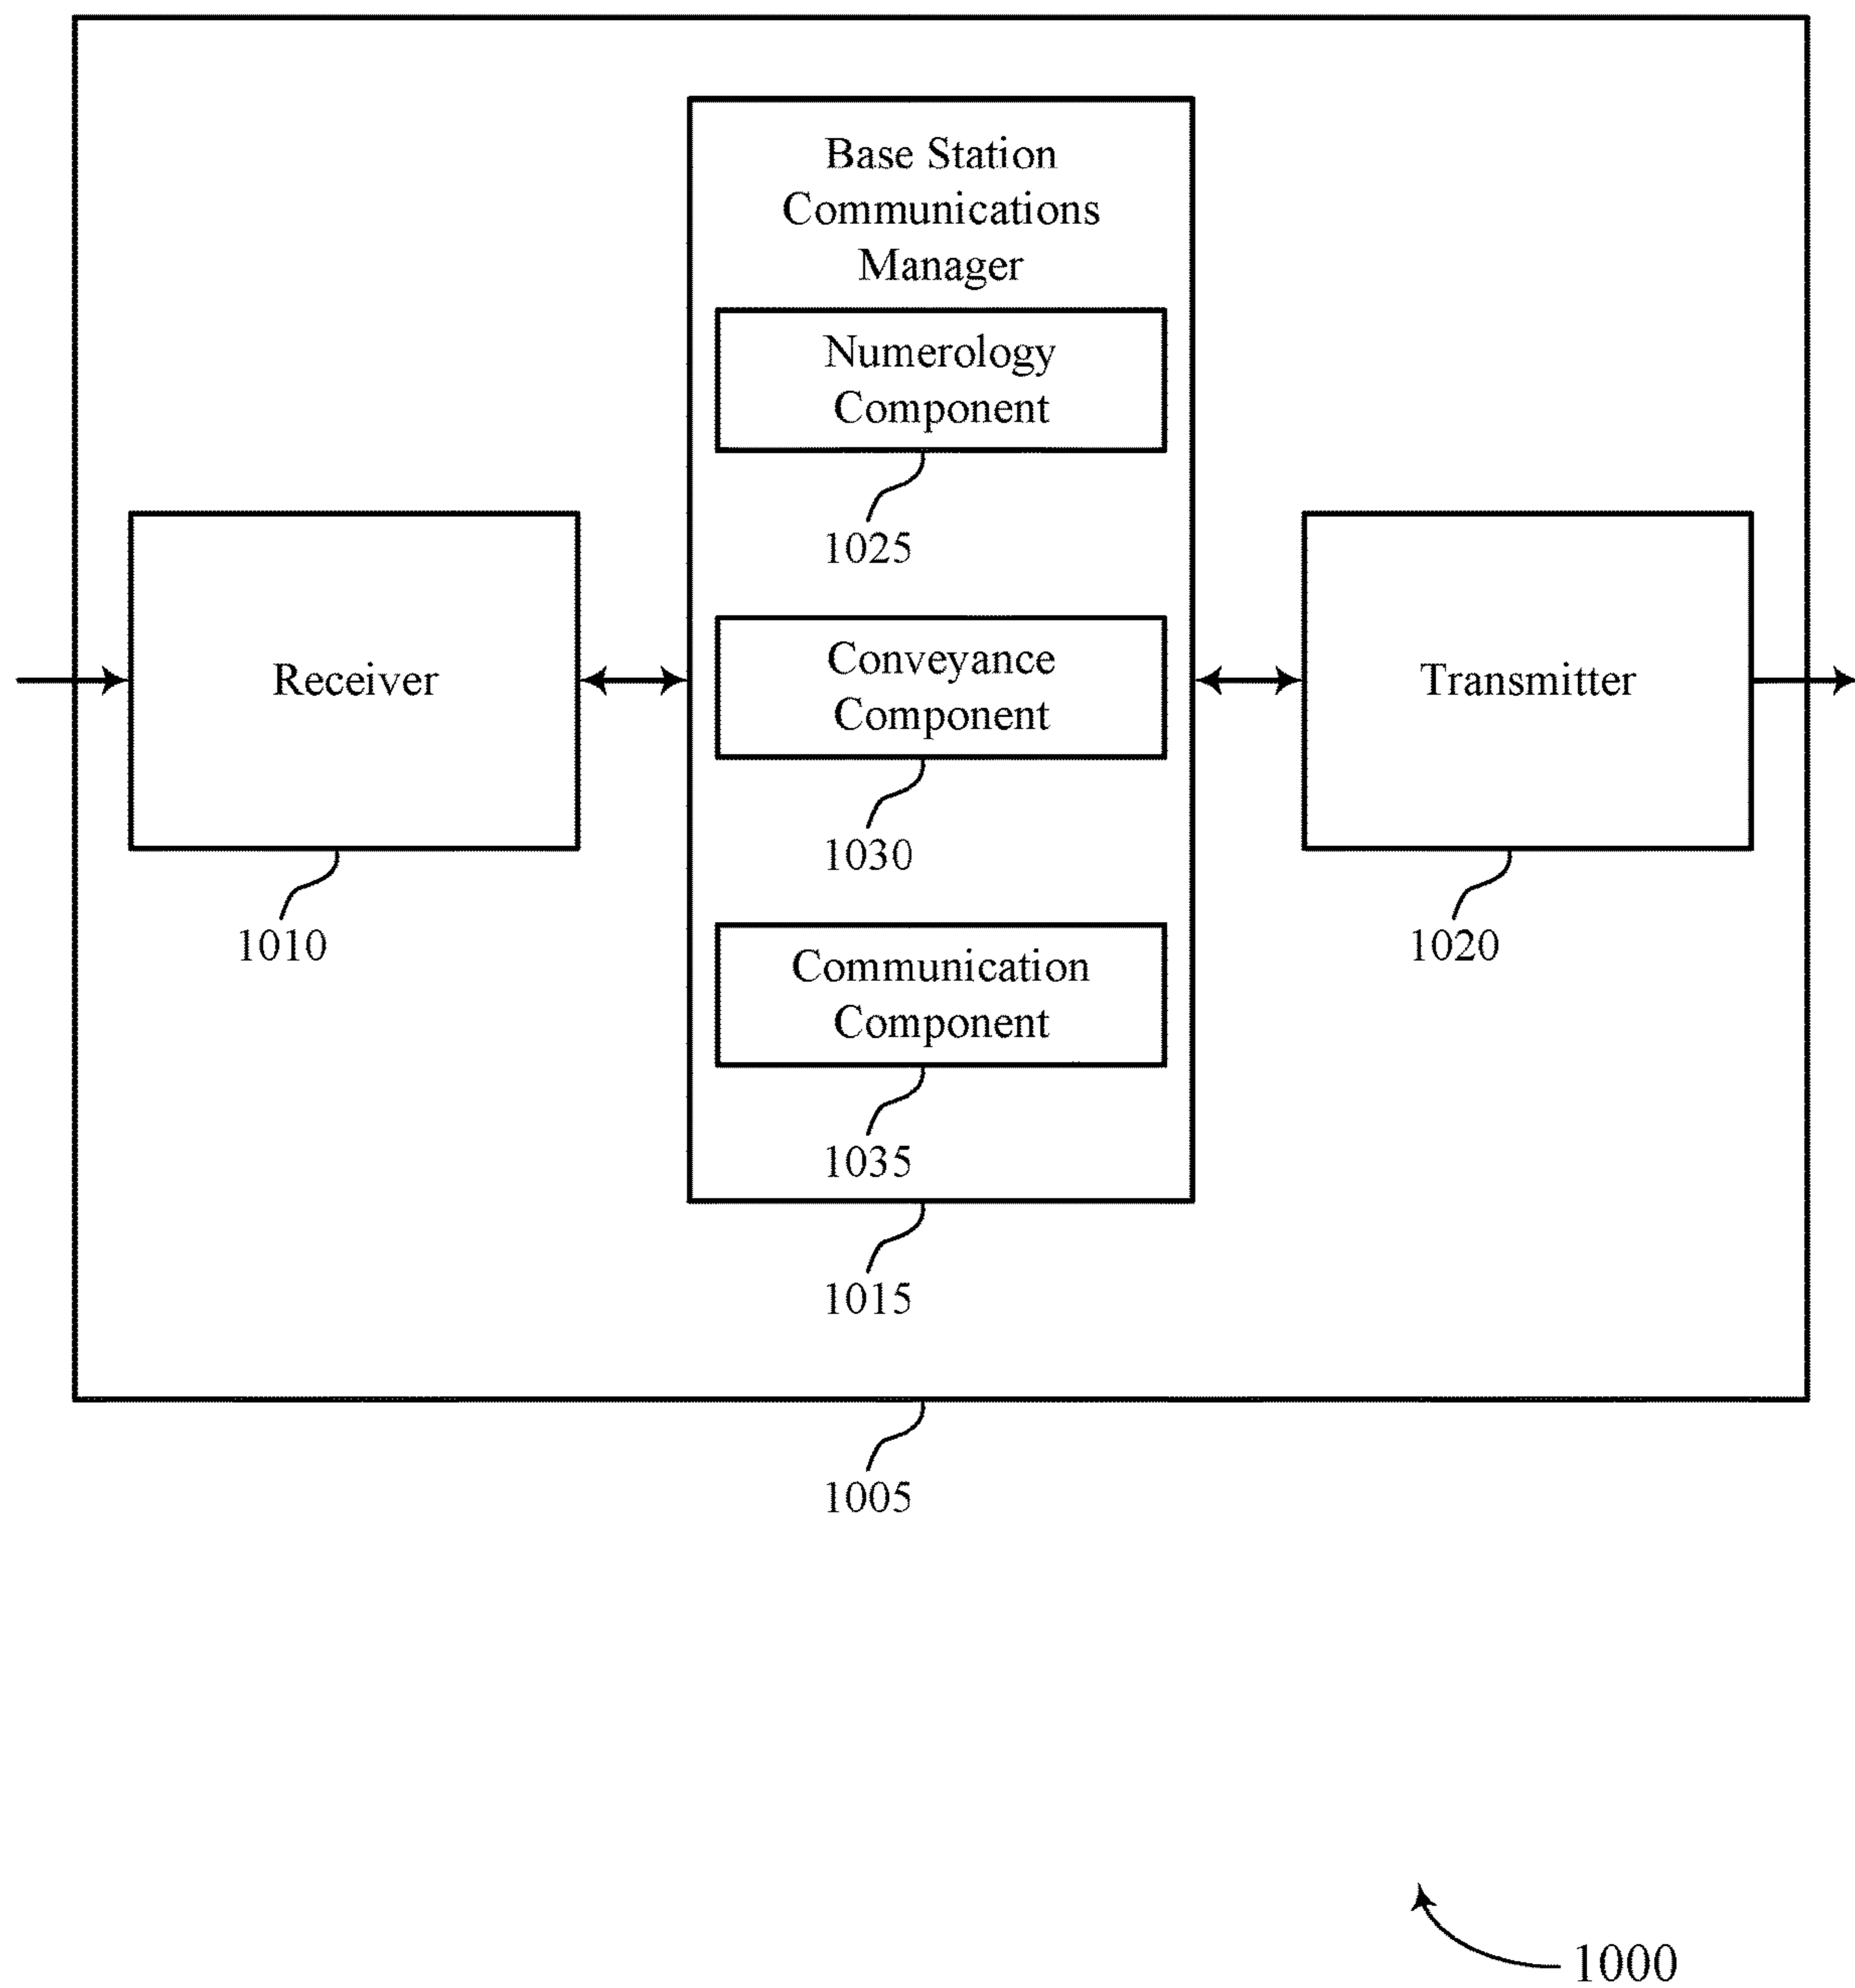 Base Station
Communications
Manager
Numerology
Component
1025
Receiver
Conveyance
Component
Transmitter
1030
1010
1020
Communication
Component
1035
1015
1005
1000